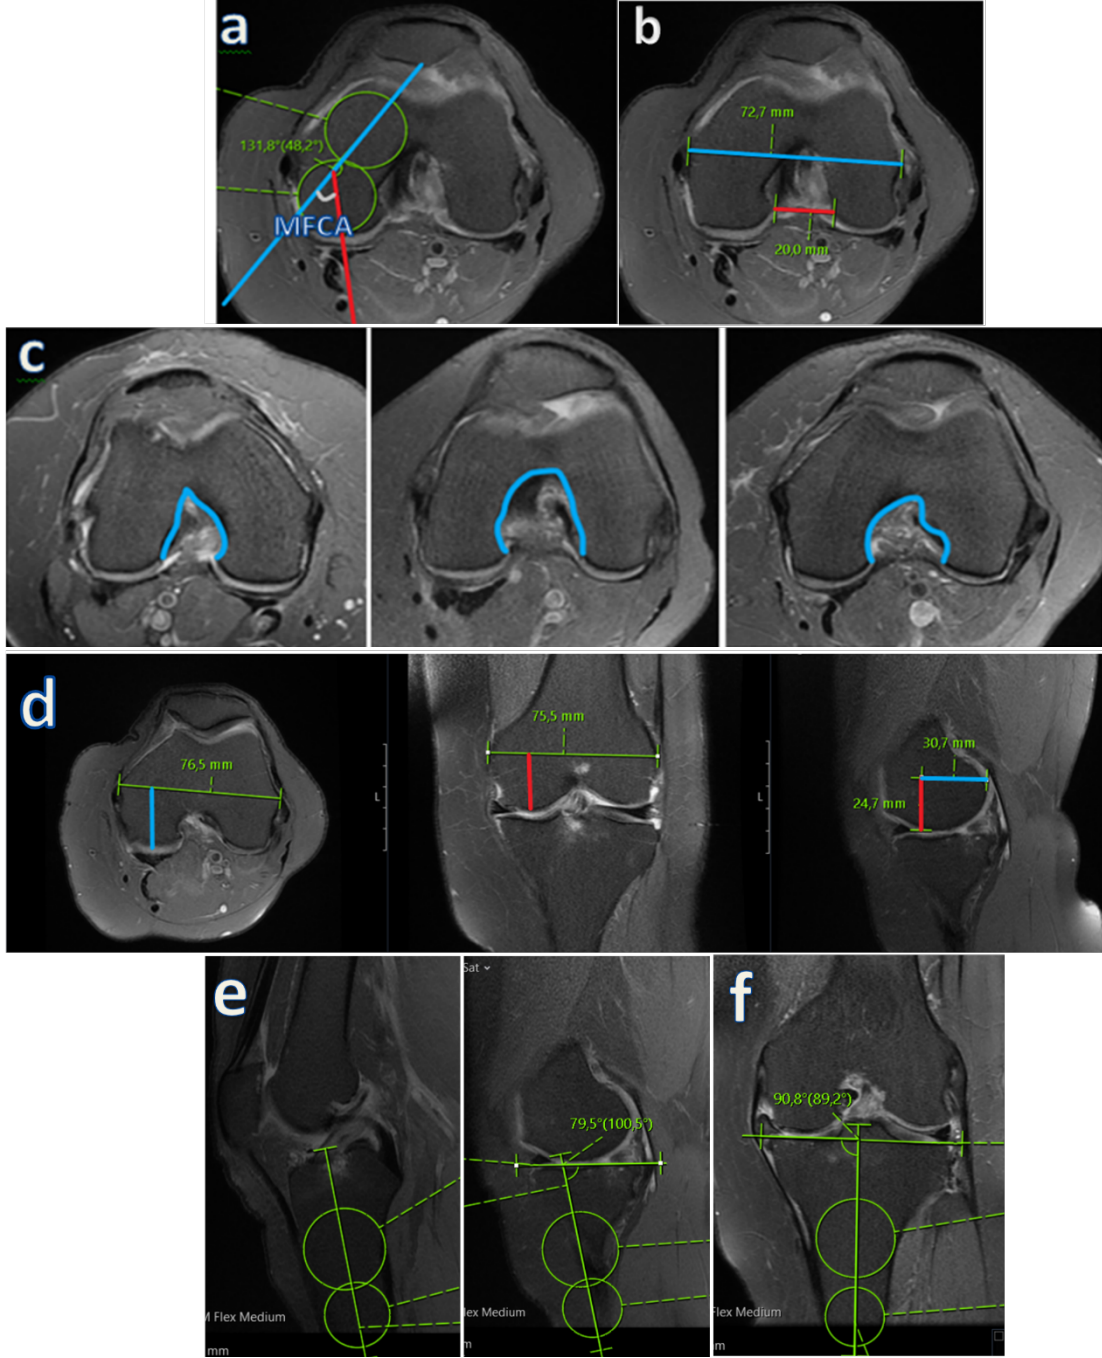 a
131,8°(48,2°)
MFCA
b
72,7 mm
20,0 mm
c
d
76,5 mm
75,5 mm
L
30,7 mm
24,7 mm
L
e
Flex Medium
mm
Sat
79,5°(100,5°)
lex Medium
m
f
90,8°(89,2°)
lex Medium
m